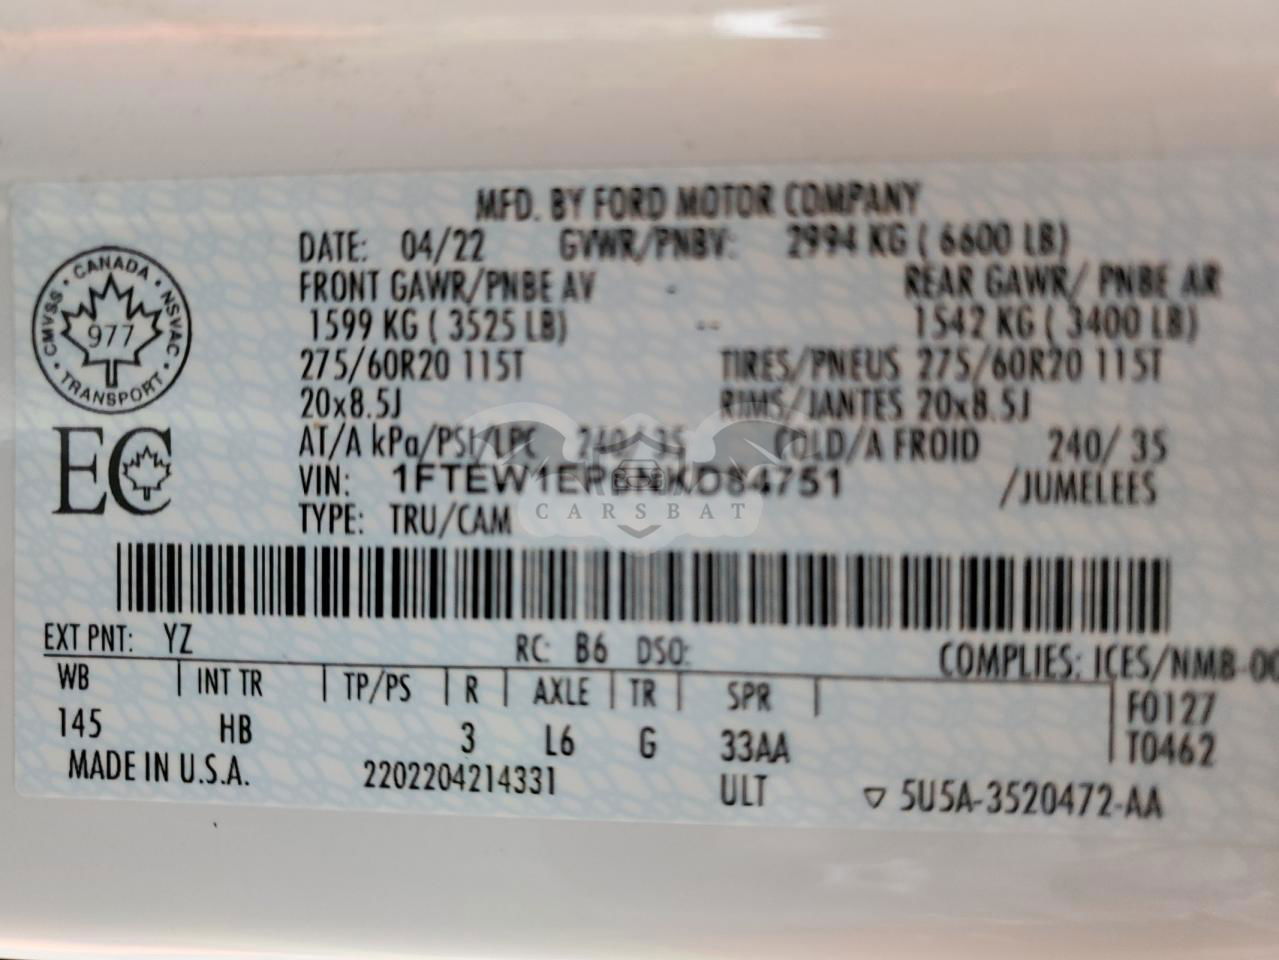 MFD. BY FORD MOTOR COMPANY
DATE: 04/22 GVWR/PNBV: 2994 KG ( 6600 LB)
FRONT GAWR/PNBE AV - REAR GAWR/ PNBE AR
1599 KG ( 3525 LB) -- 1542 KG ( 3400 LB)
275/60R20 115T TIRES/PNEUS 275/60R20 115T
20x8.5J RIMS/JANTES 20x8.5J
AT/A kPa/PSI/LPC 240/ 35 COLD/A FROID 240/ 35
VIN: /JUMELEES
TYPE: TRU/CAM
CARSBAT
CANADA
CMVSS • NSVAC
977
TRANSPORT
EC
EXT PNT: YZ RC: B6 DSO: COMPLIES: ICES/NMB-00
WB | INT TR | TP/PS | R | AXLE | TR | SPR | F0127
145 HB 3 L6 G 33AA | T0462
MADE IN U.S.A. 2202204214331 ULT ▽ 5U5A-3520472-AA